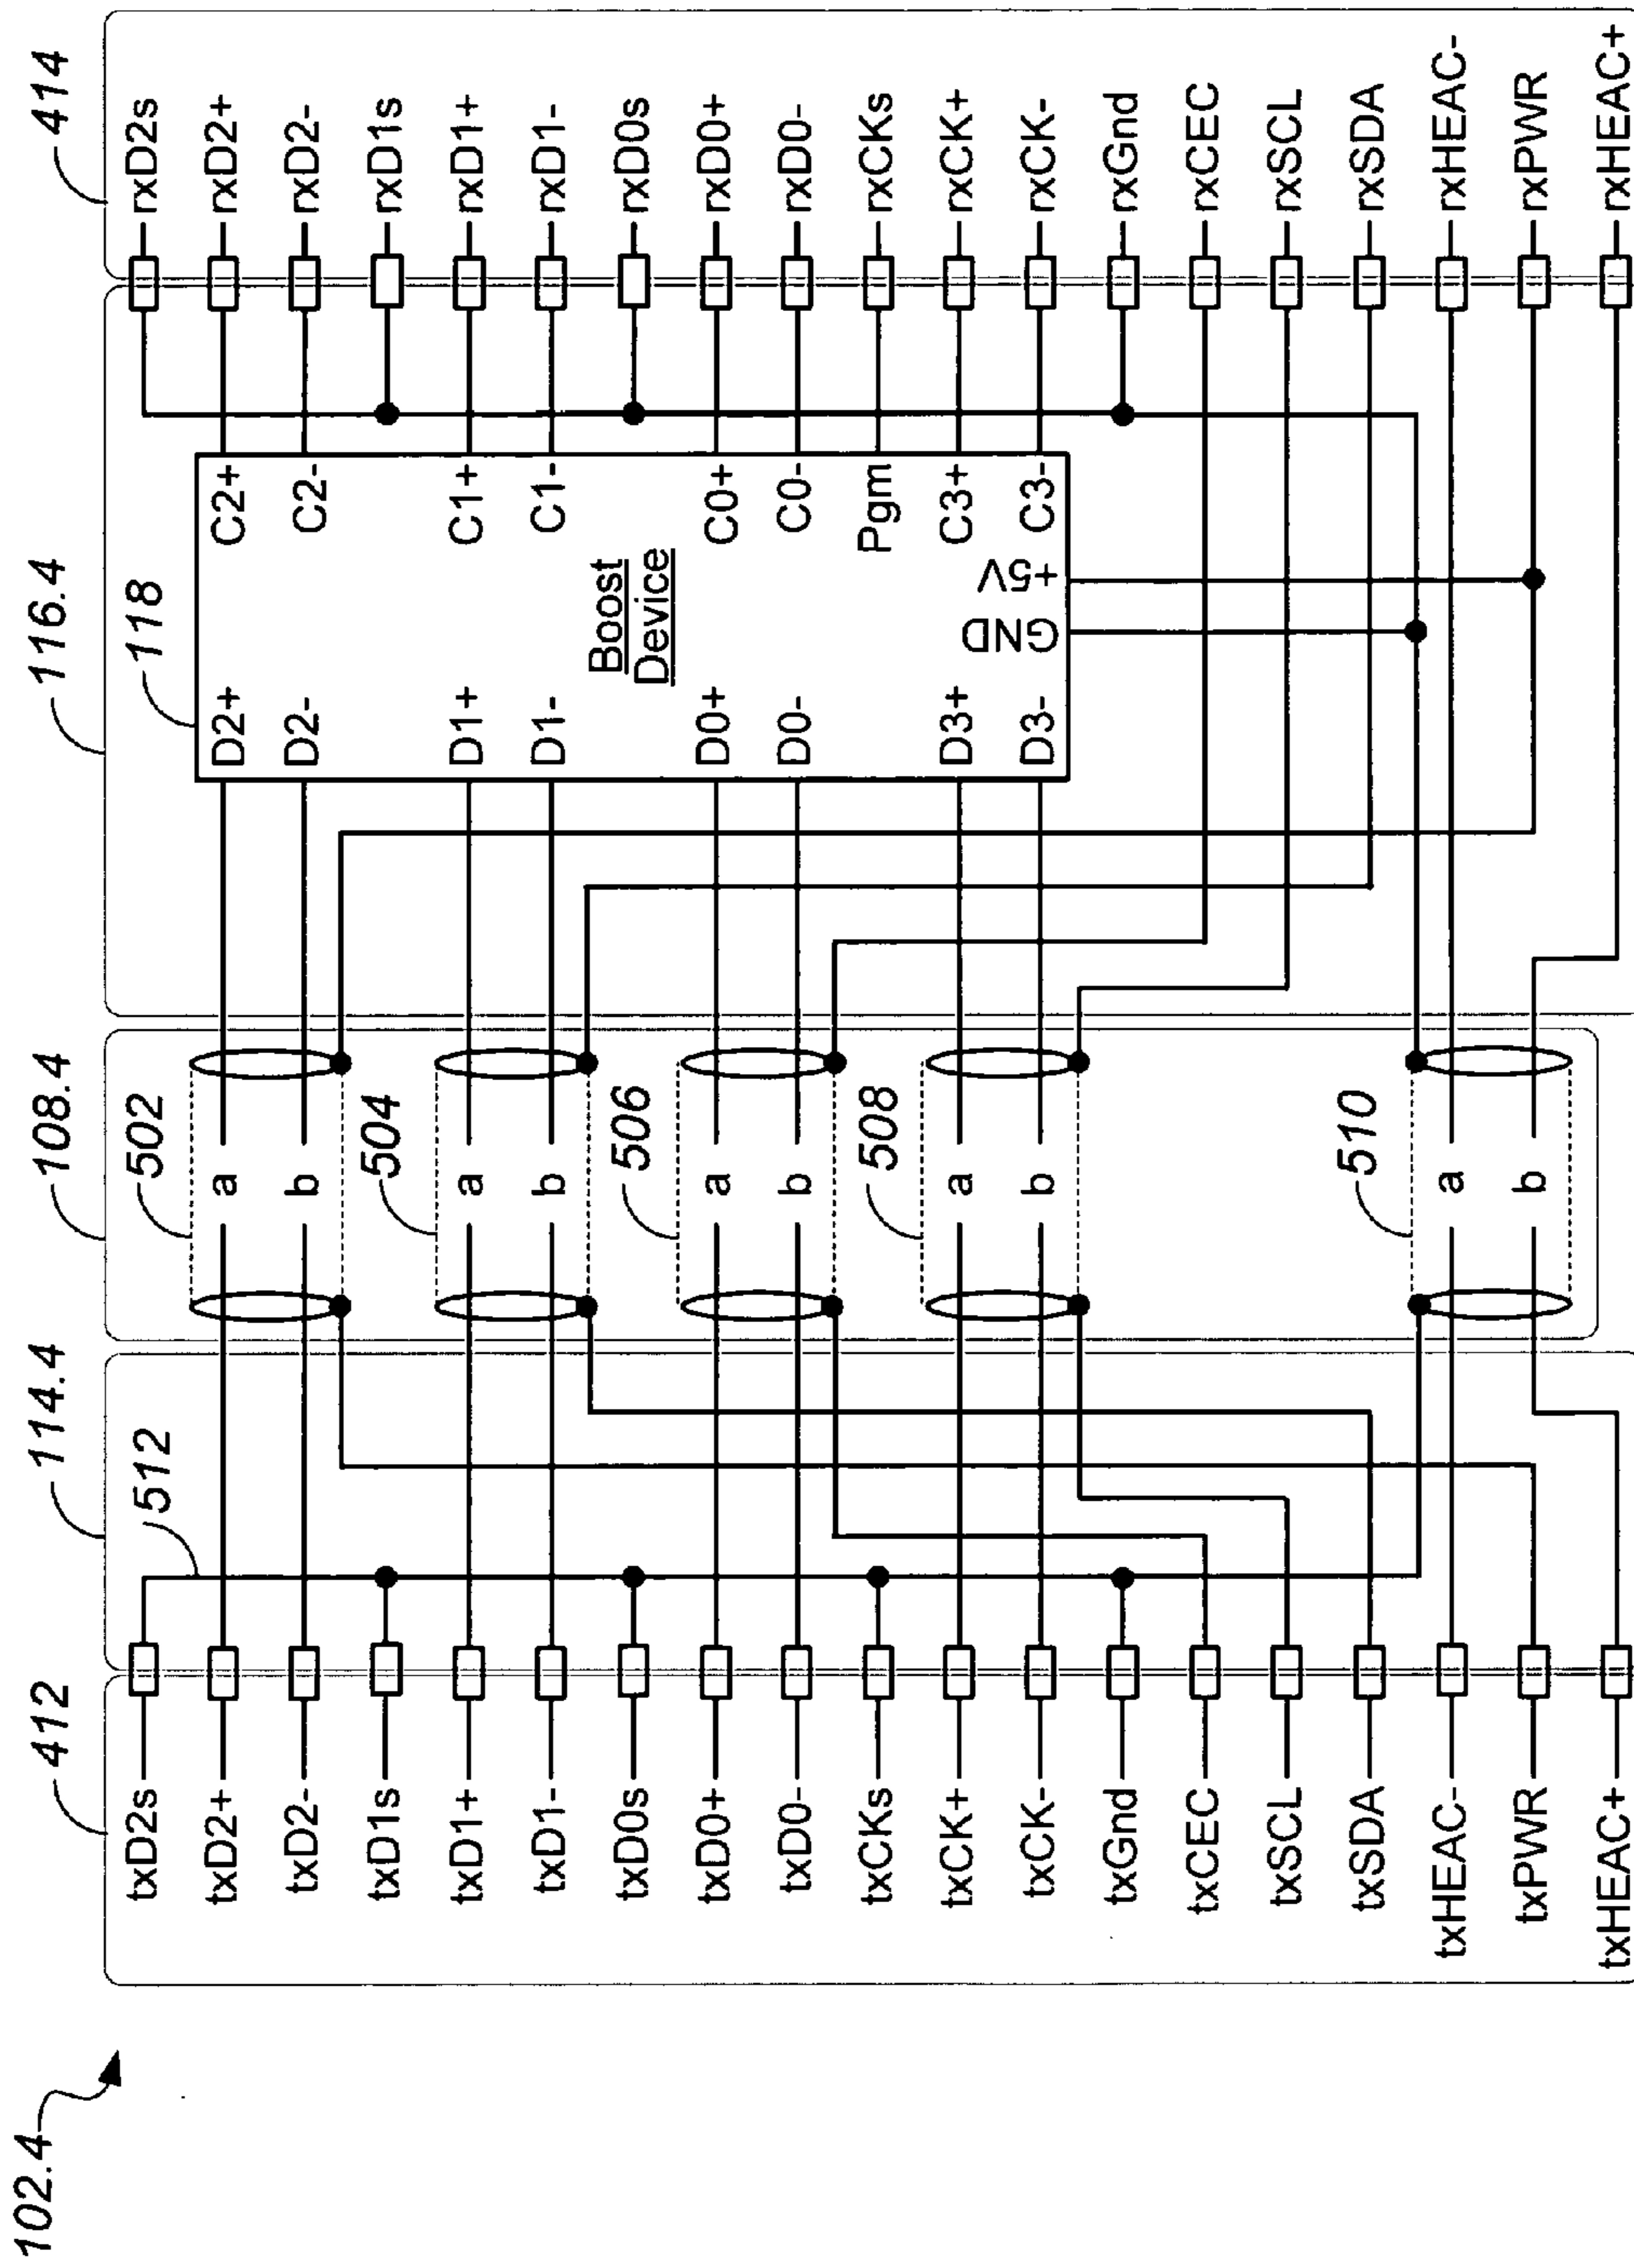 102.4
412
114.4
108.4
116.4
414
512
502
504
506
508
510
118
txD2s
txD2+
txD2-
txD1s
txD1+
txD1-
txD0s
txD0+
txD0-
txCKs
txCK+
txCK-
txGnd
txCEC
txSCL
txSDA
txHEAC-
txPWR
txHEAC+
a
b
a
b
a
b
a
b
a
b
D2+
D2-
D1+
D1-
D0+
D0-
D3+
D3-
Boost
Device
GND
+5V
C2+
C2-
C1+
C1-
C0+
C0-
Pgm
C3+
C3-
rxD2s
rxD2+
rxD2-
rxD1s
rxD1+
rxD1-
rxD0s
rxD0+
rxD0-
rxCKs
rxCK+
rxCK-
rxGnd
rxCEC
rxSCL
rxSDA
rxHEAC-
rxPWR
rxHEAC+